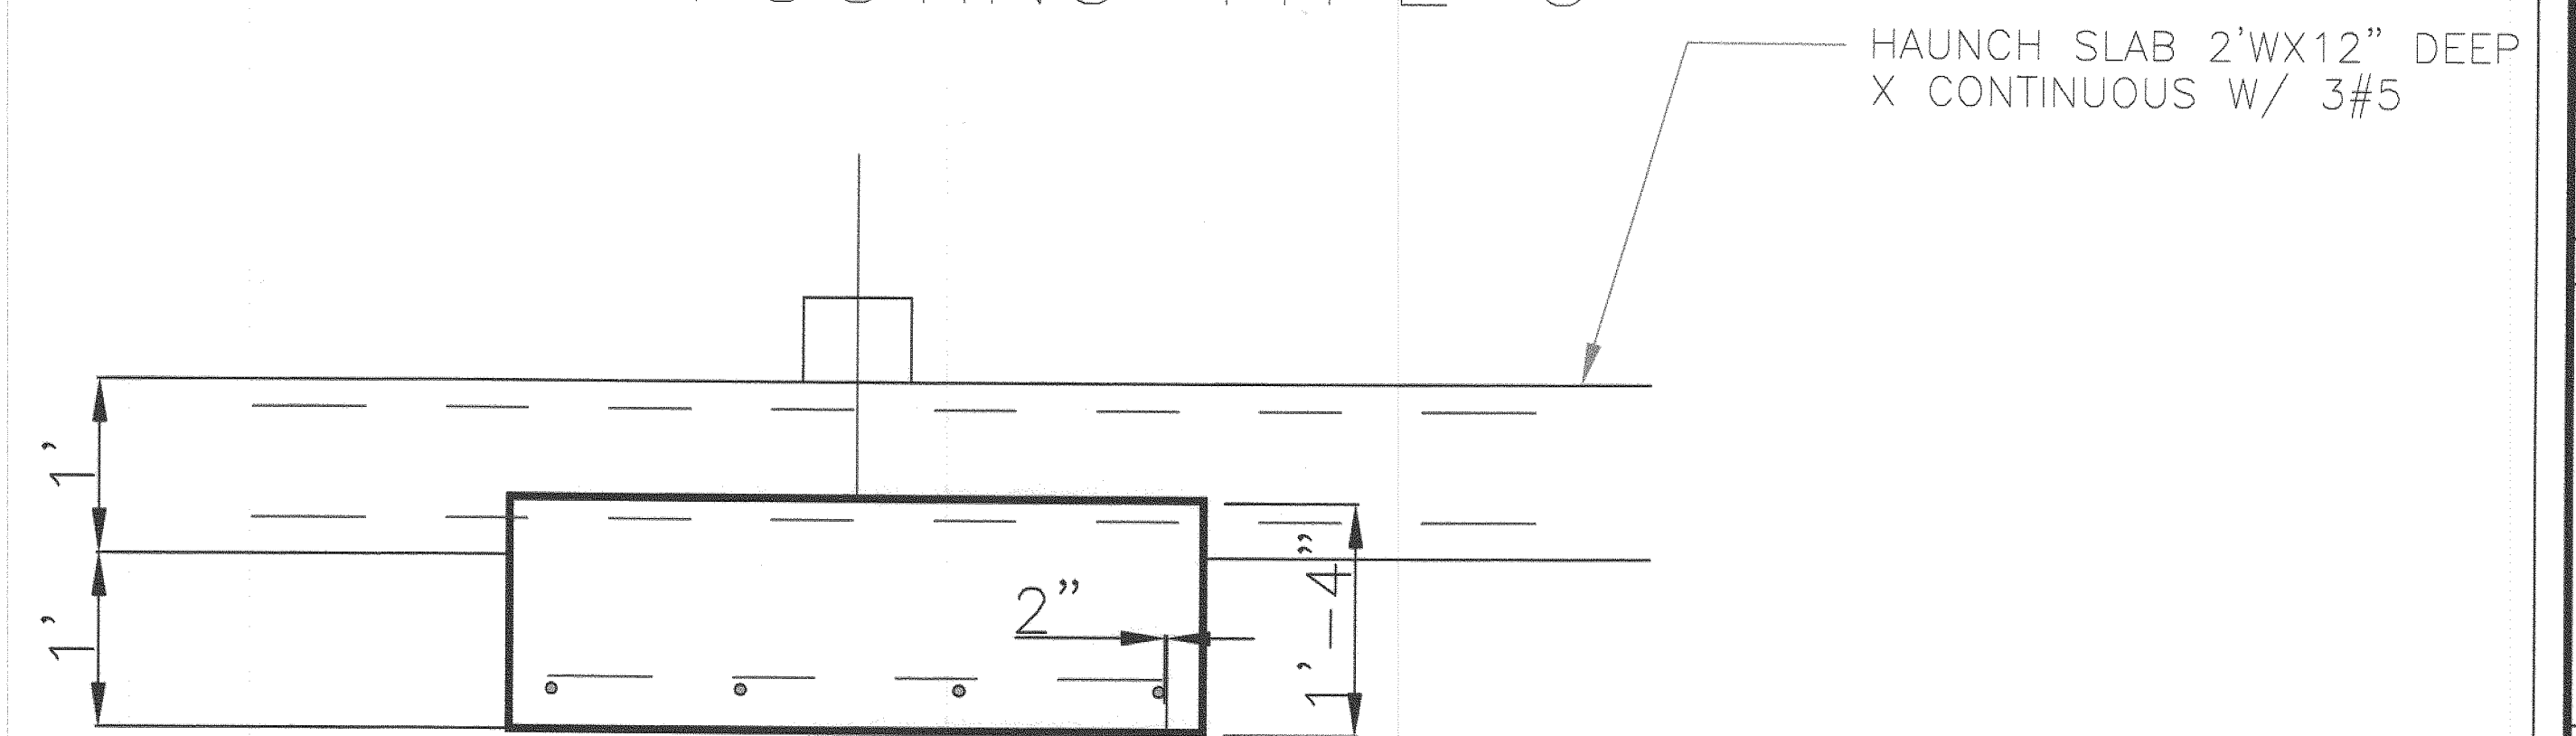 HAUNCH SLAB 2'WX12" DEEP
X CONTINUOUS W/ 3#5
1'
1'
2"
1'-4"